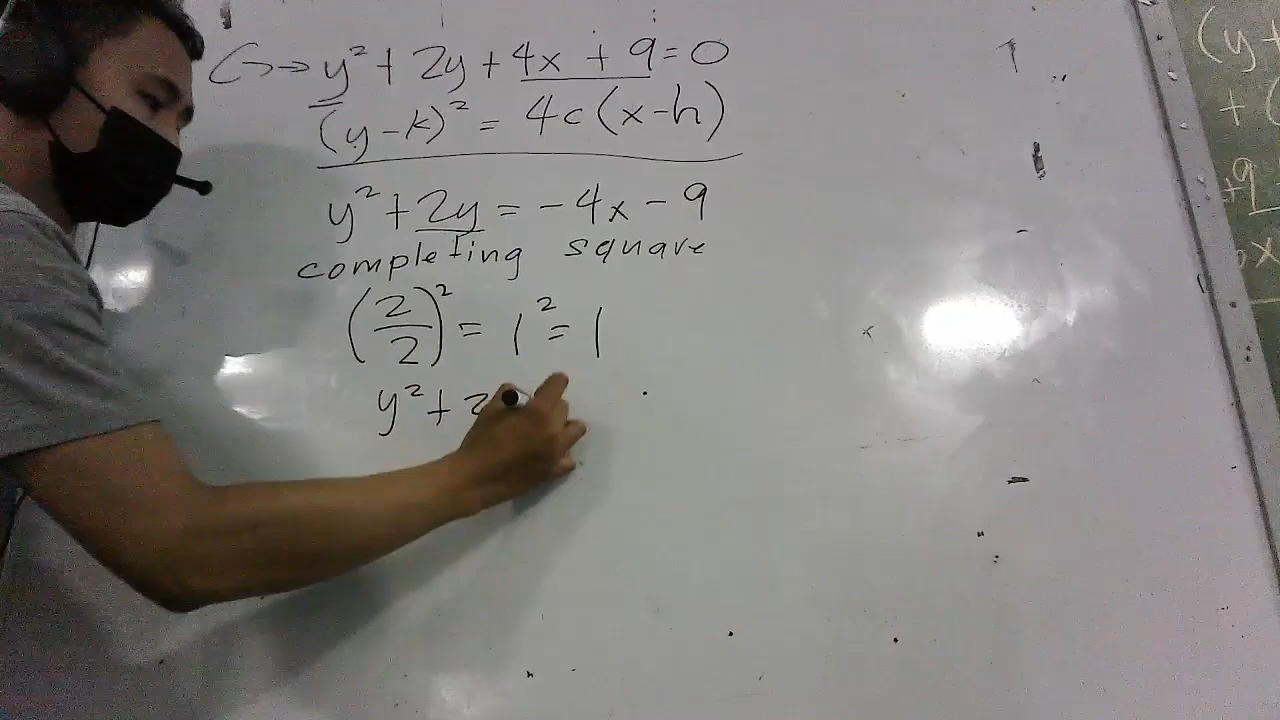 G→→ y² + 2y + 4x + 9 = 0
(y-k)² = 4c(x-h)
y² + 2y = -4x - 9
completing square
(2/2)² = 1² = 1
y² + 2
(y+
+(
+9
x